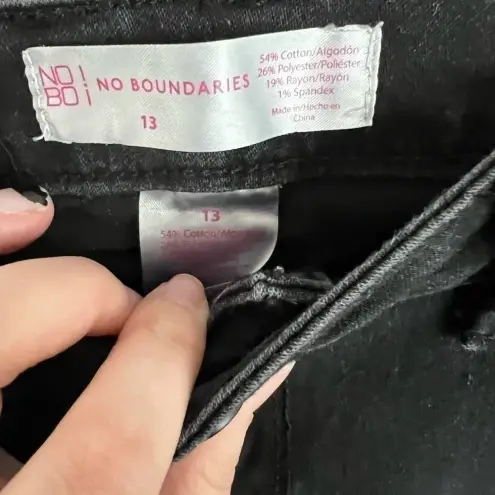 NO!
BO¡
NO BOUNDARIES
13
54% Cotton/Algodón
26% Polyester/Poliéster
19% Rayon/Rayón
1% Spandex
Made in/Hecho en
China
13
54% Cotton/Algodón